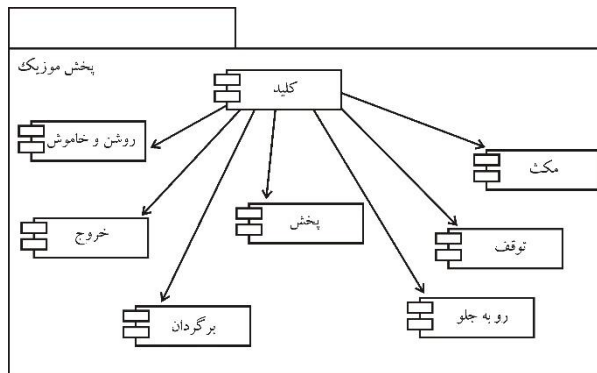 پخش موزیک
کلید
روشن و خاموش
مکث
پخش
خروج
توقف
برگردان
رو به جلو